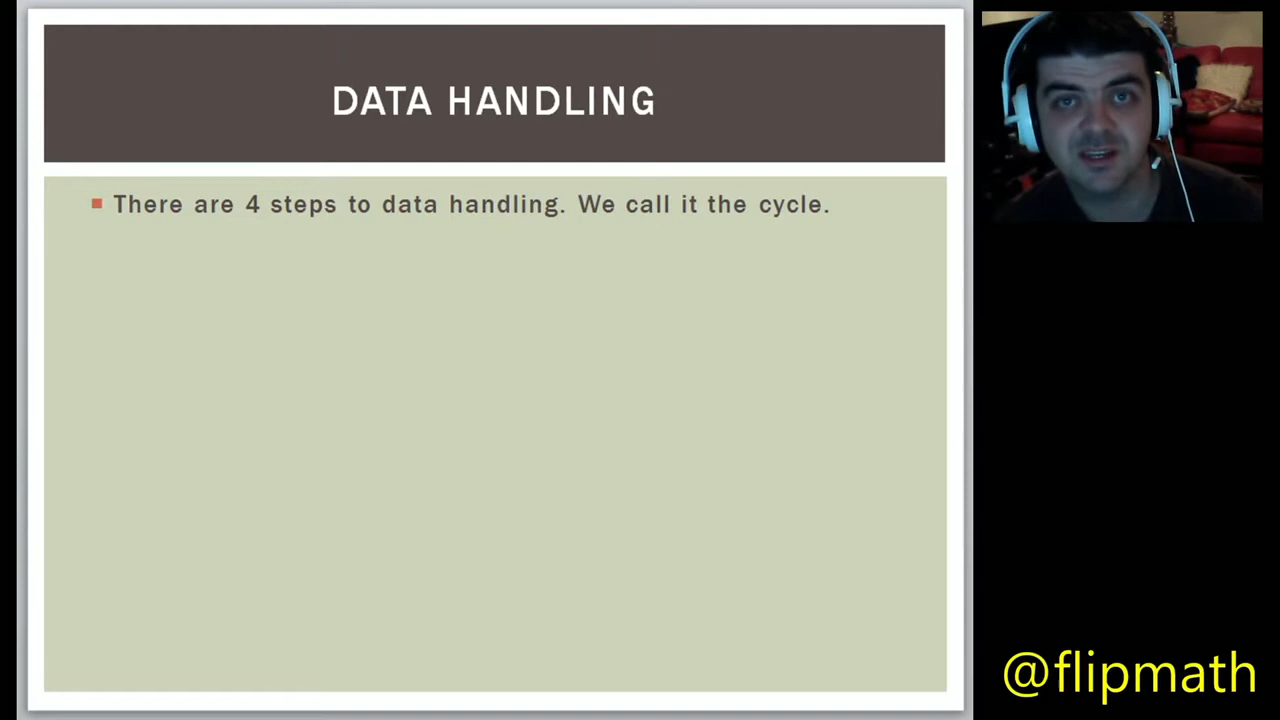 DATA HANDLING
There are 4 steps to data handling. We call it the cycle.
@flipmath